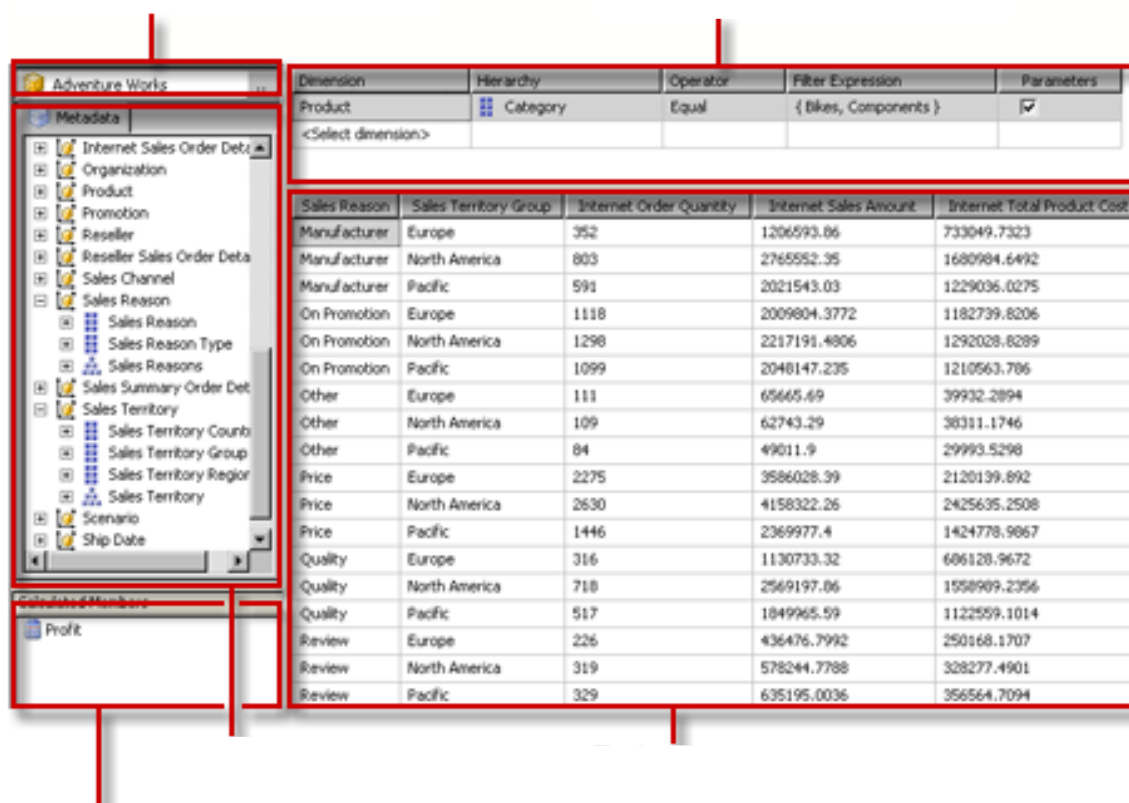 Adventure Works ..
Metadata
Internet Sales Order Deta
Organization
Product
Promotion
Reseller
Reseller Sales Order Deta
Sales Channel
Sales Reason
Sales Reason
Sales Reason Type
Sales Reasons
Sales Summary Order Det
Sales Territory
Sales Territory Count
Sales Territory Group
Sales Territory Region
Sales Territory
Scenario
Ship Date
Calculated Members
Profit
Dimension Hierarchy Operator Filter Expression Parameters
Product Category Equal { Bikes, Components }
<Select dimension>
Sales Reason Sales Territory Group Internet Order Quantity Internet Sales Amount Internet Total Product Cost
Manufacturer Europe 352 1206593.86 733049.7323
Manufacturer North America 803 2765552.35 1680984.6492
Manufacturer Pacific 591 2021543.03 1229036.0275
On Promotion Europe 1118 2009804.3772 1182739.8206
On Promotion North America 1298 2217191.4806 1292028.8289
On Promotion Pacific 1099 2048147.235 1210563.786
Other Europe 111 65665.69 39932.2894
Other North America 109 62743.29 38311.1746
Other Pacific 84 49011.9 29993.5298
Price Europe 2275 3586028.39 2120139.892
Price North America 2630 4158322.26 2425635.2508
Price Pacific 1446 2369977.4 1424778.9867
Quality Europe 316 1130733.32 686128.9672
Quality North America 718 2569197.86 1558989.2356
Quality Pacific 517 1849965.59 1122559.1014
Review Europe 226 436476.7992 250168.1707
Review North America 319 578244.7788 328277.4901
Review Pacific 329 635195.0036 356564.7094